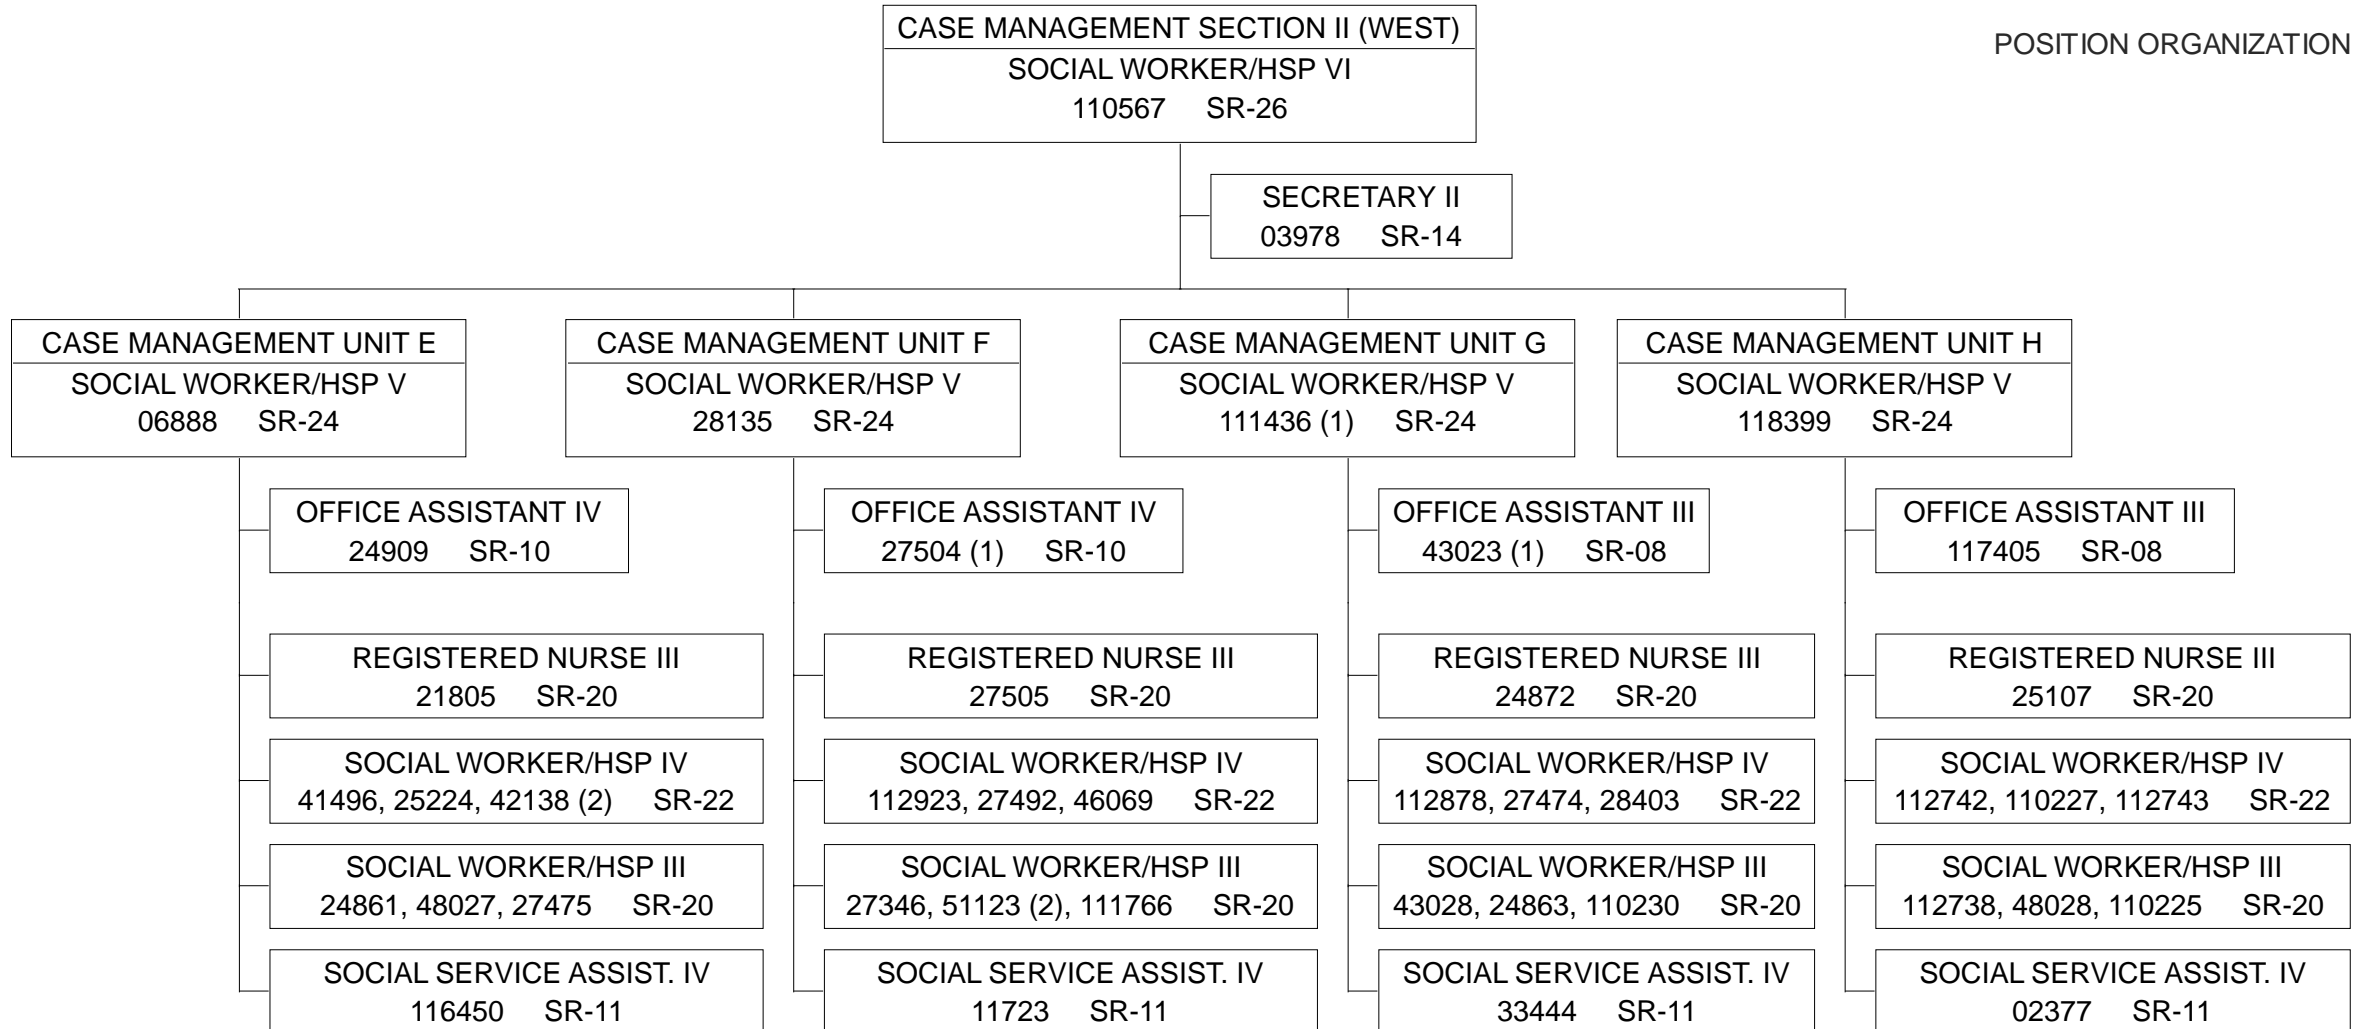 CASE MANAGEMENT SECTION II (WEST)
SOCIAL WORKER/HSP VI
110567 SR-26
POSITION ORGANIZATION
SECRETARY II
03978 SR-14
CASE MANAGEMENT UNIT E
SOCIAL WORKER/HSP V
06888 SR-24
OFFICE ASSISTANT IV
24909 SR-10
REGISTERED NURSE III
21805 SR-20
SOCIAL WORKER/HSP IV
41496, 25224, 42138 (2) SR-22
SOCIAL WORKER/HSP III
24861, 48027, 27475 SR-20
SOCIAL SERVICE ASSIST. IV
116450 SR-11
CASE MANAGEMENT UNIT F
SOCIAL WORKER/HSP V
28135 SR-24
OFFICE ASSISTANT IV
27504 (1) SR-10
REGISTERED NURSE III
27505 SR-20
SOCIAL WORKER/HSP IV
112923, 27492, 46069 SR-22
SOCIAL WORKER/HSP III
27346, 51123 (2), 111766 SR-20
SOCIAL SERVICE ASSIST. IV
11723 SR-11
CASE MANAGEMENT UNIT G
SOCIAL WORKER/HSP V
111436 (1) SR-24
OFFICE ASSISTANT III
43023 (1) SR-08
REGISTERED NURSE III
24872 SR-20
SOCIAL WORKER/HSP IV
112878, 27474, 28403 SR-22
SOCIAL WORKER/HSP III
43028, 24863, 110230 SR-20
SOCIAL SERVICE ASSIST. IV
33444 SR-11
CASE MANAGEMENT UNIT H
SOCIAL WORKER/HSP V
118399 SR-24
OFFICE ASSISTANT III
117405 SR-08
REGISTERED NURSE III
25107 SR-20
SOCIAL WORKER/HSP IV
112742, 110227, 112743 SR-22
SOCIAL WORKER/HSP III
112738, 48028, 110225 SR-20
SOCIAL SERVICE ASSIST. IV
02377 SR-11